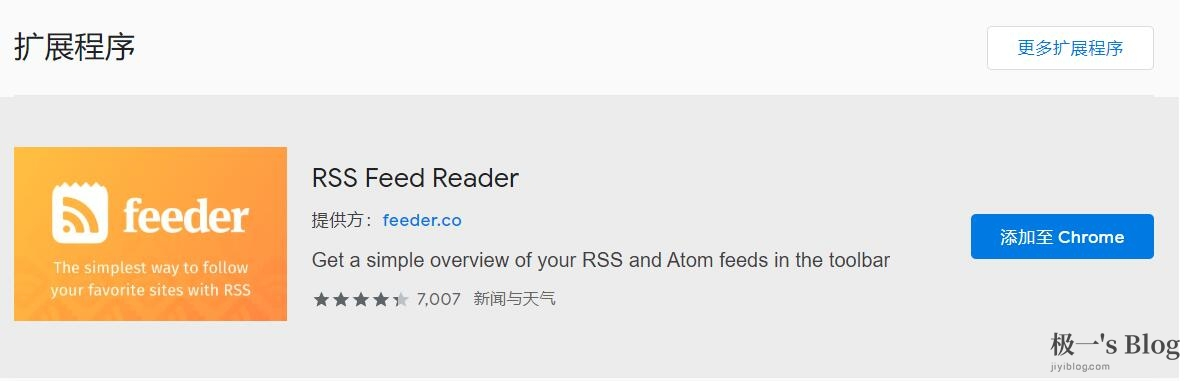 扩展程序
更多扩展程序
feeder
The simplest way to follow
your favorite sites with RSS
RSS Feed Reader
提供方： feeder.co
Get a simple overview of your RSS and Atom feeds in the toolbar
7,007 新闻与天气
添加至 Chrome
极一's Blog
jiyiblog.com